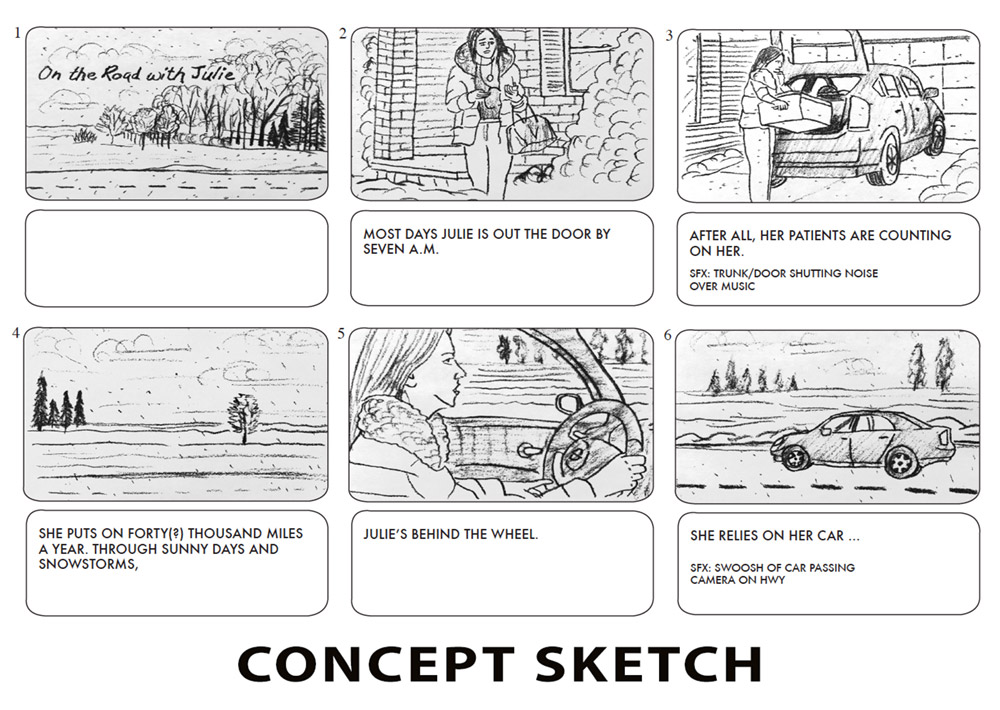 1
On the Road with Julie
2
MOST DAYS JULIE IS OUT THE DOOR BY
SEVEN A.M.
3
AFTER ALL, HER PATIENTS ARE COUNTING
ON HER.
SFX: TRUNK/DOOR SHUTTING NOISE
OVER MUSIC
4
SHE PUTS ON FORTY(?) THOUSAND MILES
A YEAR. THROUGH SUNNY DAYS AND
SNOWSTORMS,
5
JULIE'S BEHIND THE WHEEL.
6
SHE RELIES ON HER CAR ...
SFX: SWOOSH OF CAR PASSING
CAMERA ON HWY
CONCEPT SKETCH